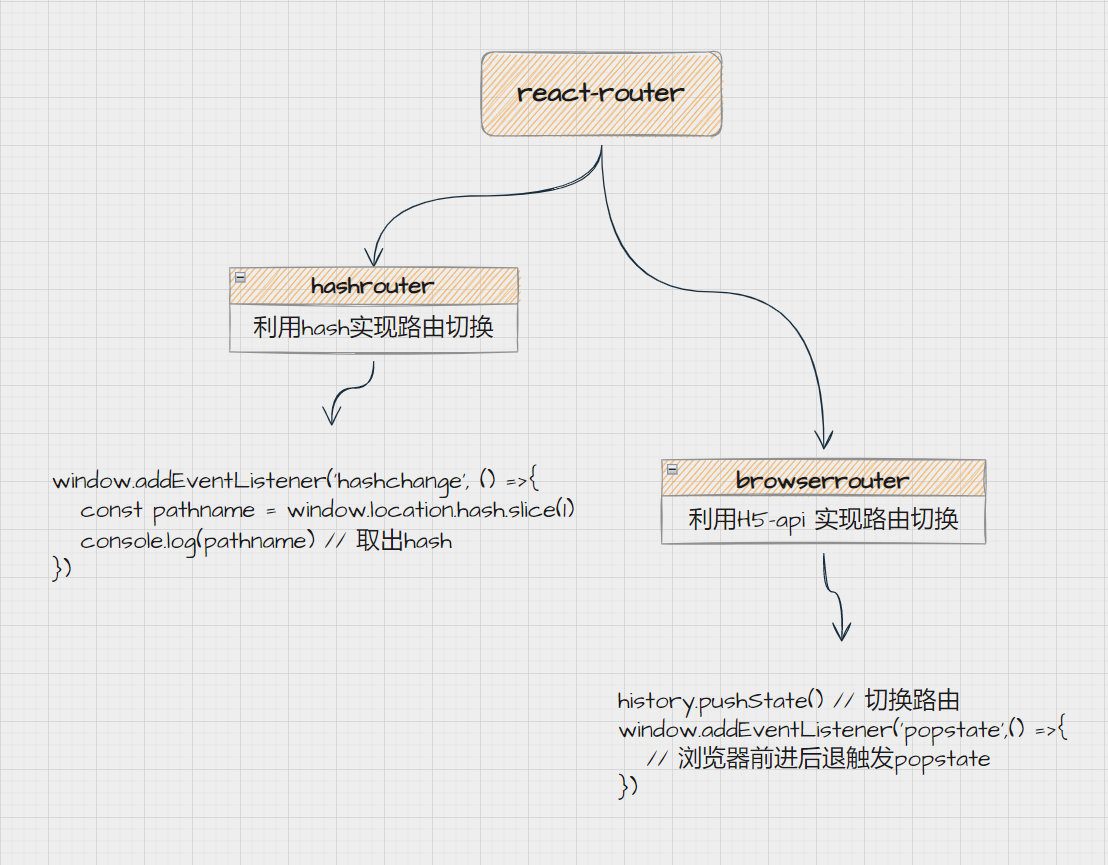 react-router
hashrouter
利用hash实现路由切换
window.addEventListener('hashchange', () =>{
const pathname = window.location.hash.slice(1)
console.log(pathname) // 取出hash
})
browserrouter
利用H5-api 实现路由切换
history.pushState() // 切换路由
window.addEventListener('popstate',() =>{
// 浏览器前进后退触发popstate
})